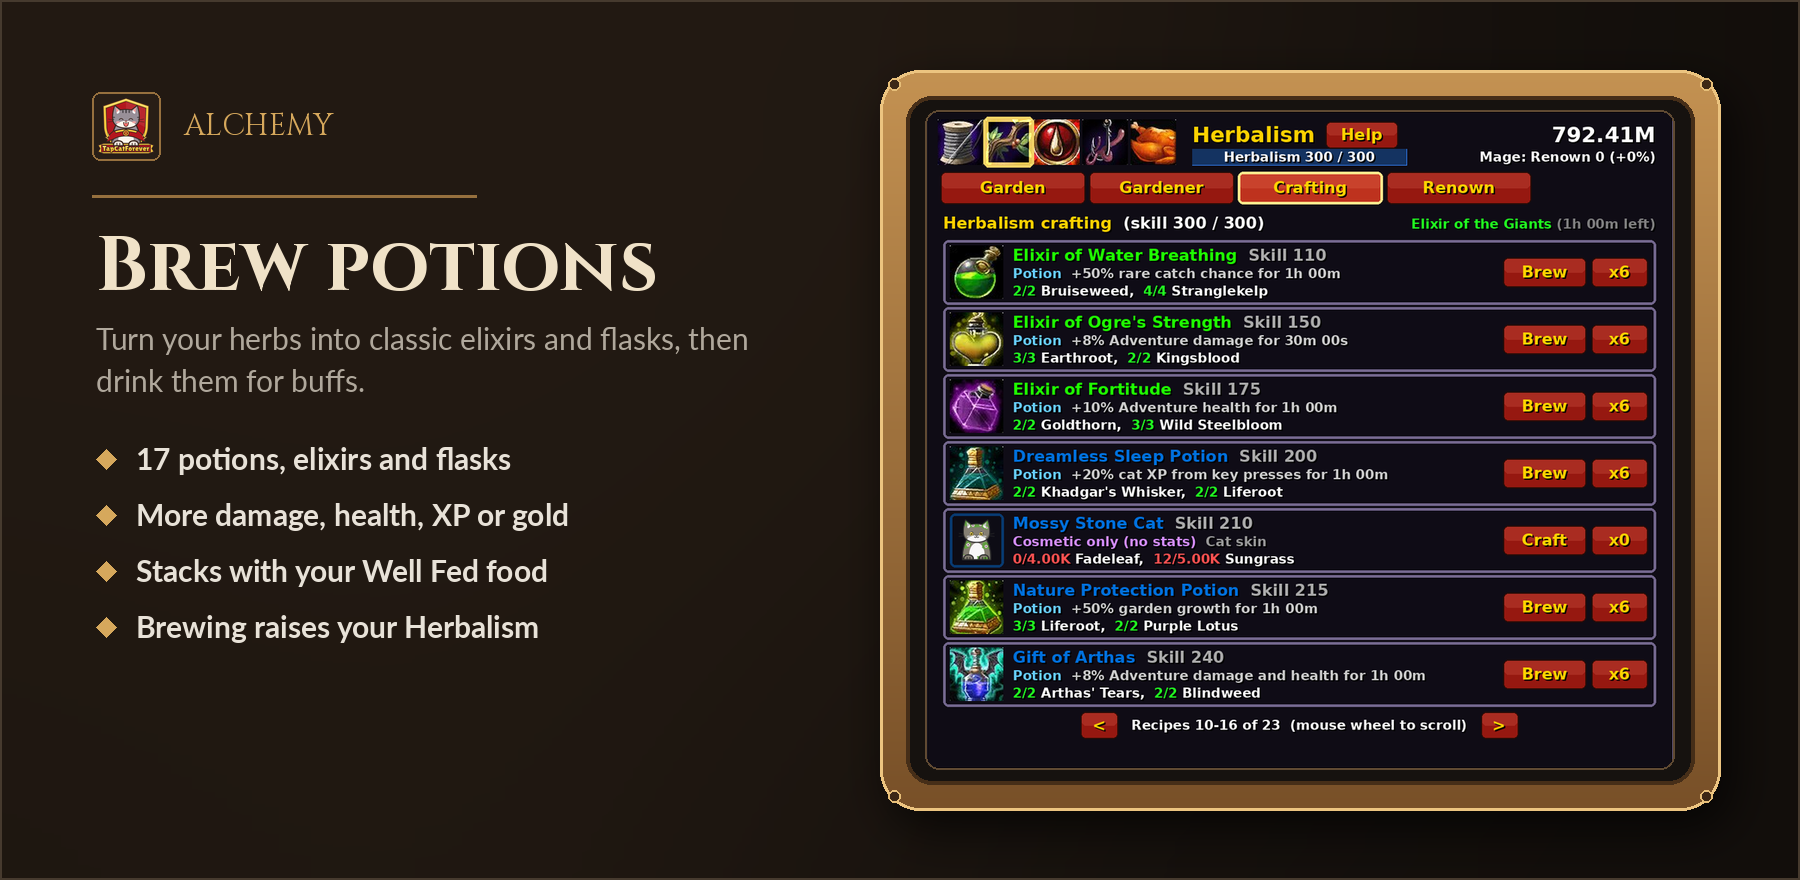 TapCatForever
ALCHEMY
BREW POTIONS
Turn your herbs into classic elixirs and flasks, then
drink them for buffs.
17 potions, elixirs and flasks
More damage, health, XP or gold
Stacks with your Well Fed food
Brewing raises your Herbalism
Herbalism Help 792.41M
Herbalism 300 / 300 Mage: Renown 0 (+0%)
Garden Gardener Crafting Renown
Herbalism crafting (skill 300 / 300) Elixir of the Giants (1h 00m left)
Elixir of Water Breathing Skill 110
Potion +50% rare catch chance for 1h 00m
2/2 Bruiseweed, 4/4 Stranglekelp
Brew x6
Elixir of Ogre's Strength Skill 150
Potion +8% Adventure damage for 30m 00s
3/3 Earthroot, 2/2 Kingsblood
Brew x6
Elixir of Fortitude Skill 175
Potion +10% Adventure health for 1h 00m
2/2 Goldthorn, 3/3 Wild Steelbloom
Brew x6
Dreamless Sleep Potion Skill 200
Potion +20% cat XP from key presses for 1h 00m
2/2 Khadgar's Whisker, 2/2 Liferoot
Brew x6
Mossy Stone Cat Skill 210
Cosmetic only (no stats) Cat skin
0/4.00K Fadeleaf, 12/5.00K Sungrass
Craft x0
Nature Protection Potion Skill 215
Potion +50% garden growth for 1h 00m
3/3 Liferoot, 2/2 Purple Lotus
Brew x6
Gift of Arthas Skill 240
Potion +8% Adventure damage and health for 1h 00m
2/2 Arthas' Tears, 2/2 Blindweed
Brew x6
< Recipes 10-16 of 23 (mouse wheel to scroll) >